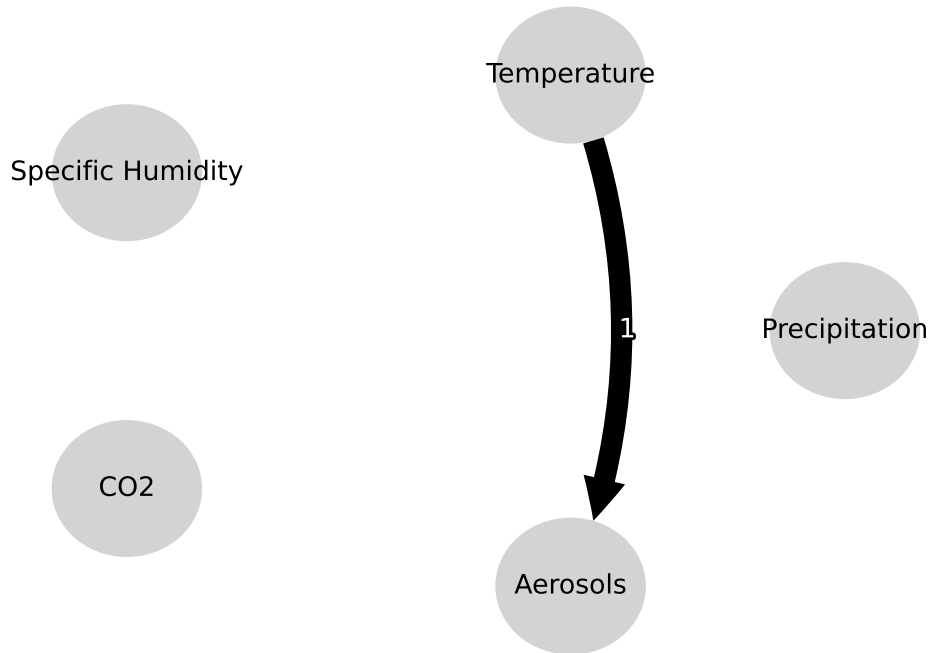 Temperature
Specific Humidity
1
Precipitation
CO2
Aerosols